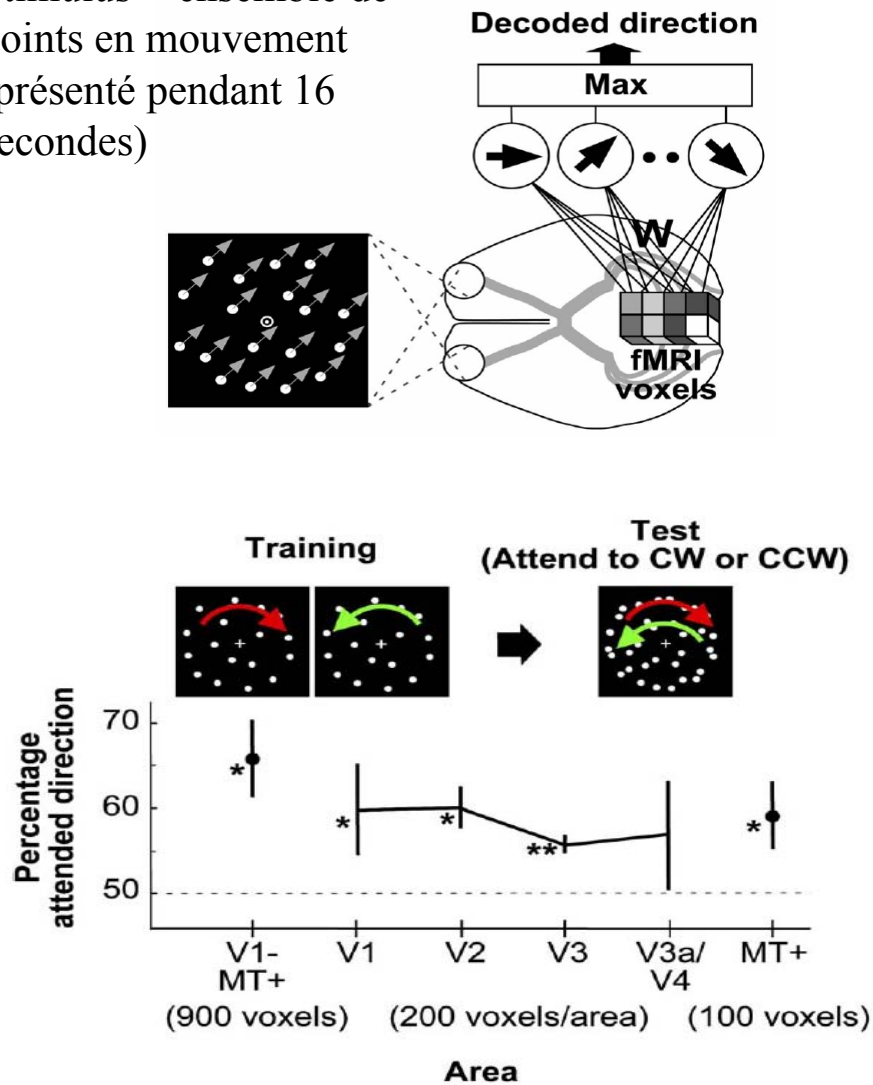 oints en mouvement
présenté pendant 16
econdes)
Decoded direction
Max
W
fMRI
voxels
Training
Test
(Attend to CW or CCW)
Percentage
attended direction
70
60
50
*
*
*
**
*
V1-
MT+
V1
V2
V3
V3a/
V4
MT+
(900 voxels)
(200 voxels/area)
(100 voxels)
Area